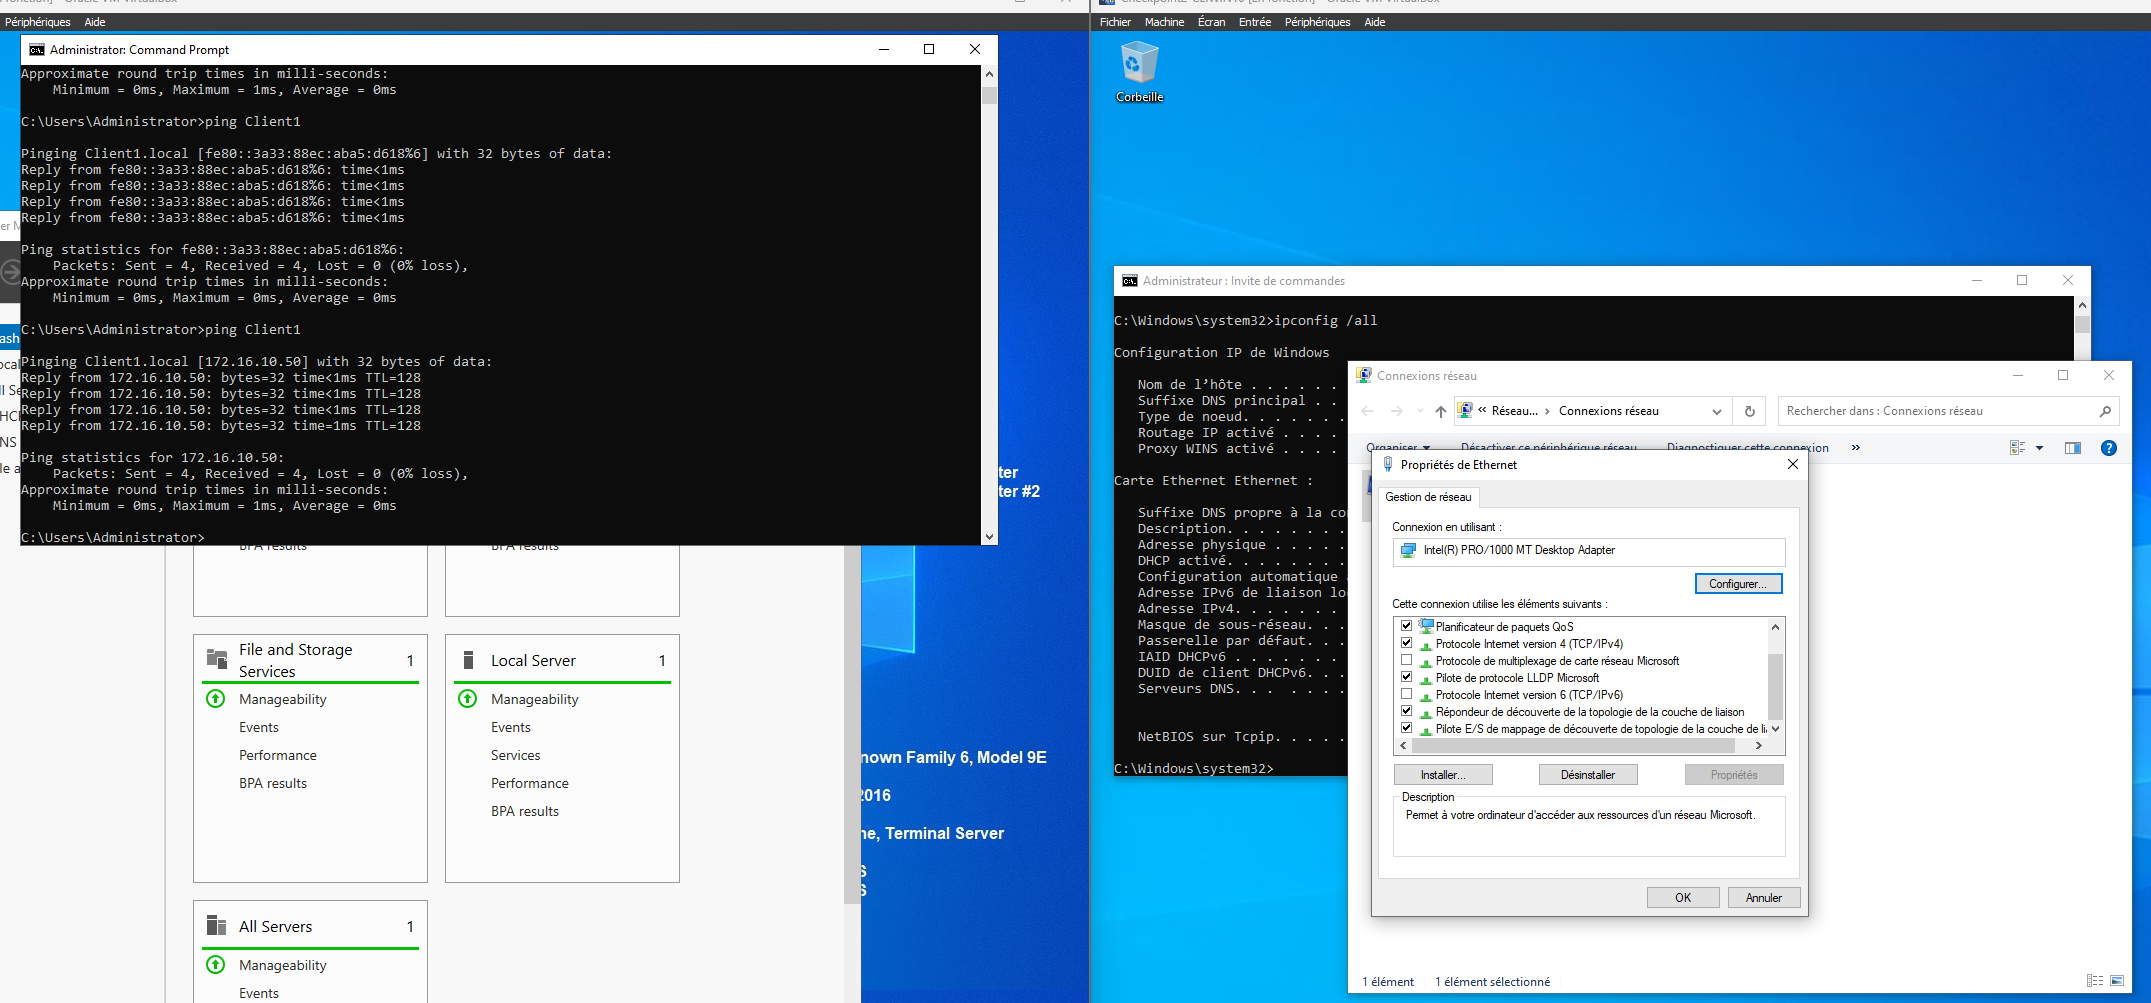 Périphériques Aide
Administrator: Command Prompt
Approximate round trip times in milli-seconds:
    Minimum = 0ms, Maximum = 1ms, Average = 0ms
C:\Users\Administrator>ping Client1
Pinging Client1.local [fe80::3a33:88ec:aba5:d618%6] with 32 bytes of data:
Reply from fe80::3a33:88ec:aba5:d618%6: time<1ms
Reply from fe80::3a33:88ec:aba5:d618%6: time<1ms
Reply from fe80::3a33:88ec:aba5:d618%6: time<1ms
Reply from fe80::3a33:88ec:aba5:d618%6: time<1ms
Ping statistics for fe80::3a33:88ec:aba5:d618%6:
    Packets: Sent = 4, Received = 4, Lost = 0 (0% loss),
Approximate round trip times in milli-seconds:
    Minimum = 0ms, Maximum = 0ms, Average = 0ms
C:\Users\Administrator>ping Client1
Pinging Client1.local [172.16.10.50] with 32 bytes of data:
Reply from 172.16.10.50: bytes=32 time<1ms TTL=128
Reply from 172.16.10.50: bytes=32 time<1ms TTL=128
Reply from 172.16.10.50: bytes=32 time<1ms TTL=128
Reply from 172.16.10.50: bytes=32 time=1ms TTL=128
Ping statistics for 172.16.10.50:
    Packets: Sent = 4, Received = 4, Lost = 0 (0% loss),
Approximate round trip times in milli-seconds:
    Minimum = 0ms, Maximum = 1ms, Average = 0ms
C:\Users\Administrator>
ter
ter #2
BPA results
BPA results
File and Storage Services 1
Manageability
Events
Performance
BPA results
Local Server 1
Manageability
Events
Services
Performance
BPA results
All Servers 1
Manageability
Events
nown Family 6, Model 9E
2016
ne, Terminal Server
S
S
Fichier Machine Écran Entrée Périphériques Aide
Corbeille
Administrateur : Invite de commandes
C:\Windows\system32>ipconfig /all
Configuration IP de Windows
   Nom de l’hôte . . . . . .
   Suffixe DNS principal . .
   Type de noeud. . . . . . .
   Routage IP activé . . . .
   Proxy WINS activé . . . .
Carte Ethernet Ethernet :
   Suffixe DNS propre à la co
   Description. . . . . . . .
   Adresse physique . . . . .
   DHCP activé. . . . . . . .
   Configuration automatique
   Adresse IPv6 de liaison lo
   Adresse IPv4. . . . . . .
   Masque de sous-réseau. . .
   Passerelle par défaut. . .
   IAID DHCPv6 . . . . . . .
   DUID de client DHCPv6. . .
   Serveurs DNS. . . . . . .
   NetBIOS sur Tcpip. . . . .
C:\Windows\system32>
Connexions réseau
« Réseau... › Connexions réseau
Rechercher dans : Connexions réseau
Organiser Désactiver ce périphérique réseau Diagnostiquer cette connexion »
Propriétés de Ethernet
Gestion de réseau
Connexion en utilisant :
Intel(R) PRO/1000 MT Desktop Adapter
Configurer...
Cette connexion utilise les éléments suivants :
Planificateur de paquets QoS
Protocole Internet version 4 (TCP/IPv4)
Protocole de multiplexage de carte réseau Microsoft
Pilote de protocole LLDP Microsoft
Protocole Internet version 6 (TCP/IPv6)
Répondeur de découverte de la topologie de la couche de liaison
Pilote E/S de mappage de découverte de topologie de la couche de li
Installer... Désinstaller Propriétés
Description
Permet à votre ordinateur d'accéder aux ressources d'un réseau Microsoft.
OK Annuler
1 élément 1 élément sélectionné